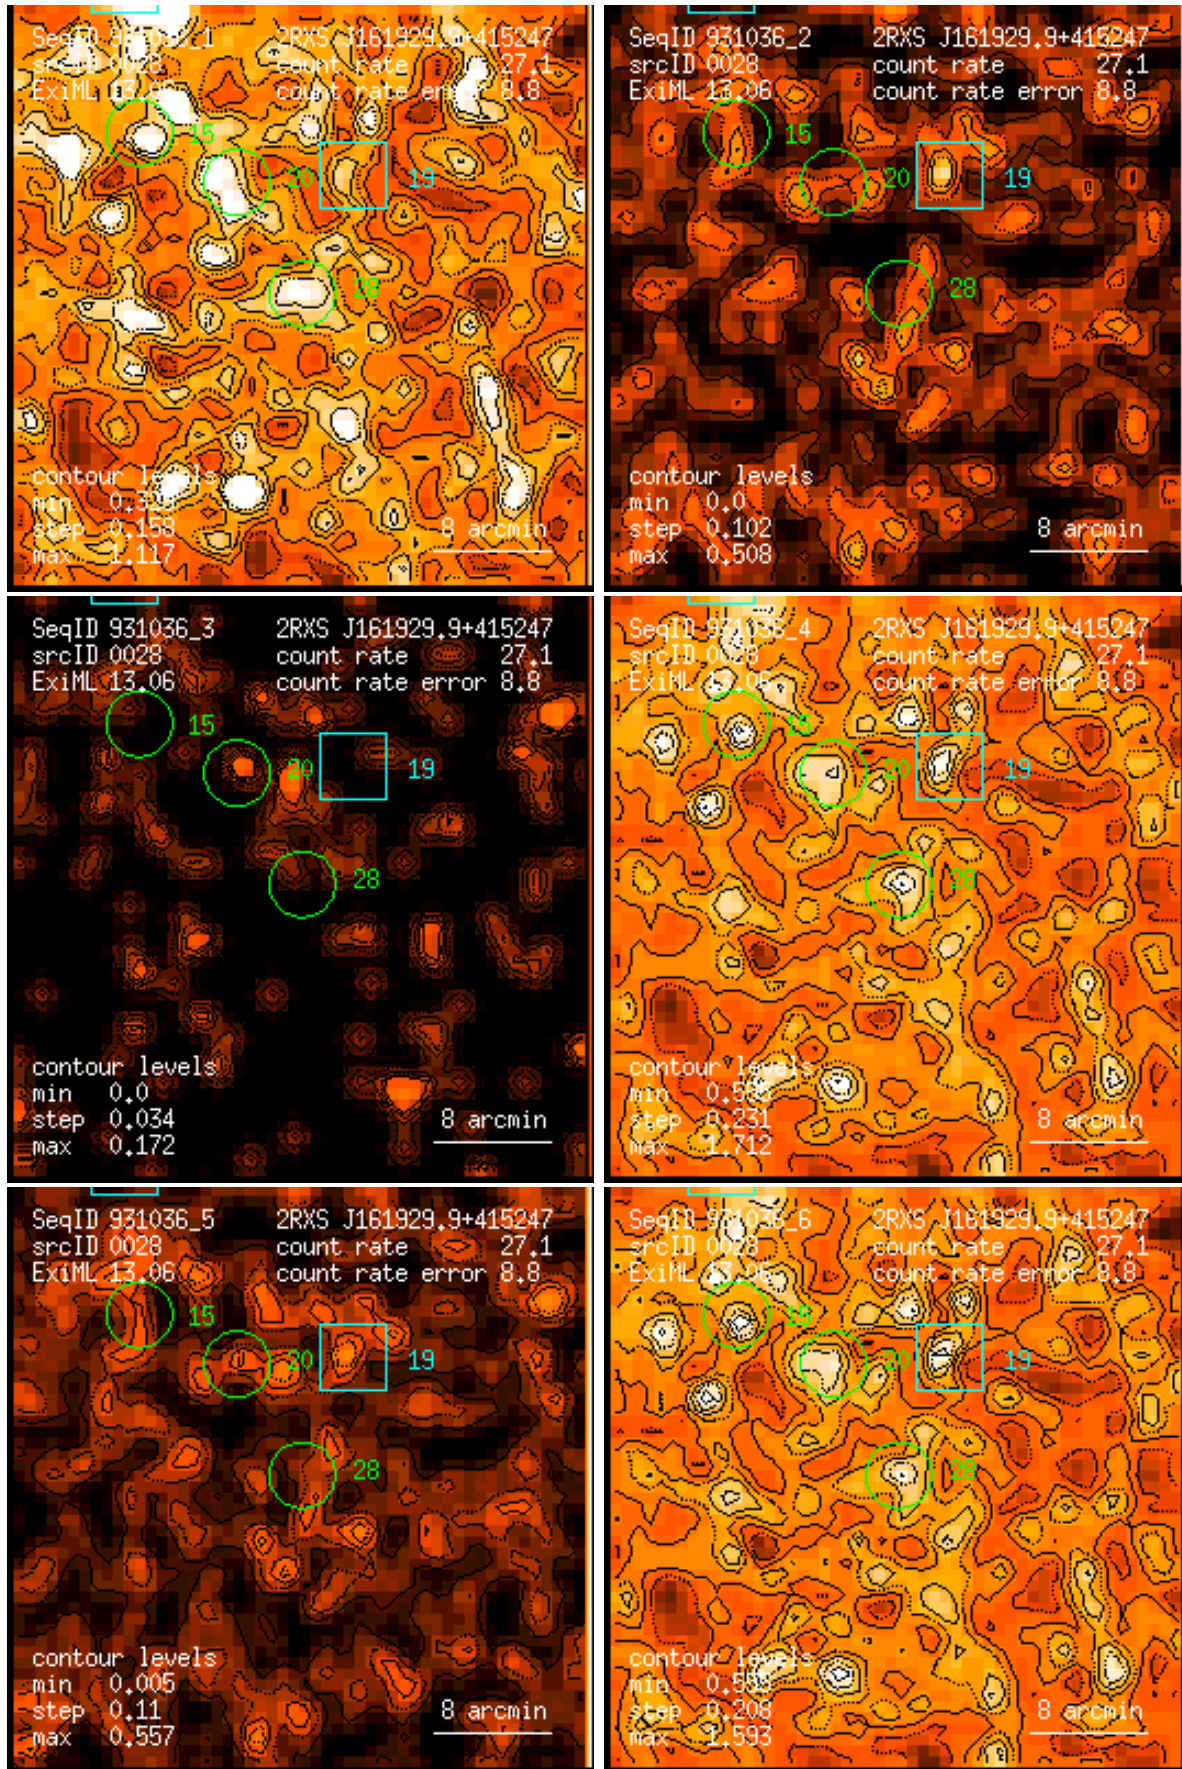 SeqID 931036_1 2RXS J161929.9+415247
srcID 0028 count rate 27.1
ExiML 13.06 count rate error 8.8
15
20
19
28
contour levels
min
step 0.158
max 1.117
8 arcmin
SeqID 931036_2 2RXS J161929.9+415247
srcID 0028 count rate 27.1
ExiML 13.06 count rate error 8.8
15
20
19
28
contour levels
min 0.0
step 0.102
max 0.508
8 arcmin
SeqID 931036_3 2RXS J161929.9+415247
srcID 0028 count rate 27.1
ExiML 13.06 count rate error 8.8
15
20
19
28
contour levels
min 0.0
step 0.034
max 0.172
8 arcmin
SeqID 931036_4 2RXS J161929.9+415247
srcID 0028 count rate 27.1
ExiML 13.06 count rate error 8.8
15
20
19
28
contour levels
min
step 0.231
max 1.712
8 arcmin
SeqID 931036_5 2RXS J161929.9+415247
srcID 0028 count rate 27.1
ExiML 13.06 count rate error 8.8
15
20
19
28
contour levels
min 0.005
step 0.11
max 0.557
8 arcmin
SeqID 931036_6 2RXS J161929.9+415247
srcID 0028 count rate 27.1
ExiML 13.06 count rate error 8.8
15
20
19
28
contour levels
min
step 0.208
max 1.593
8 arcmin